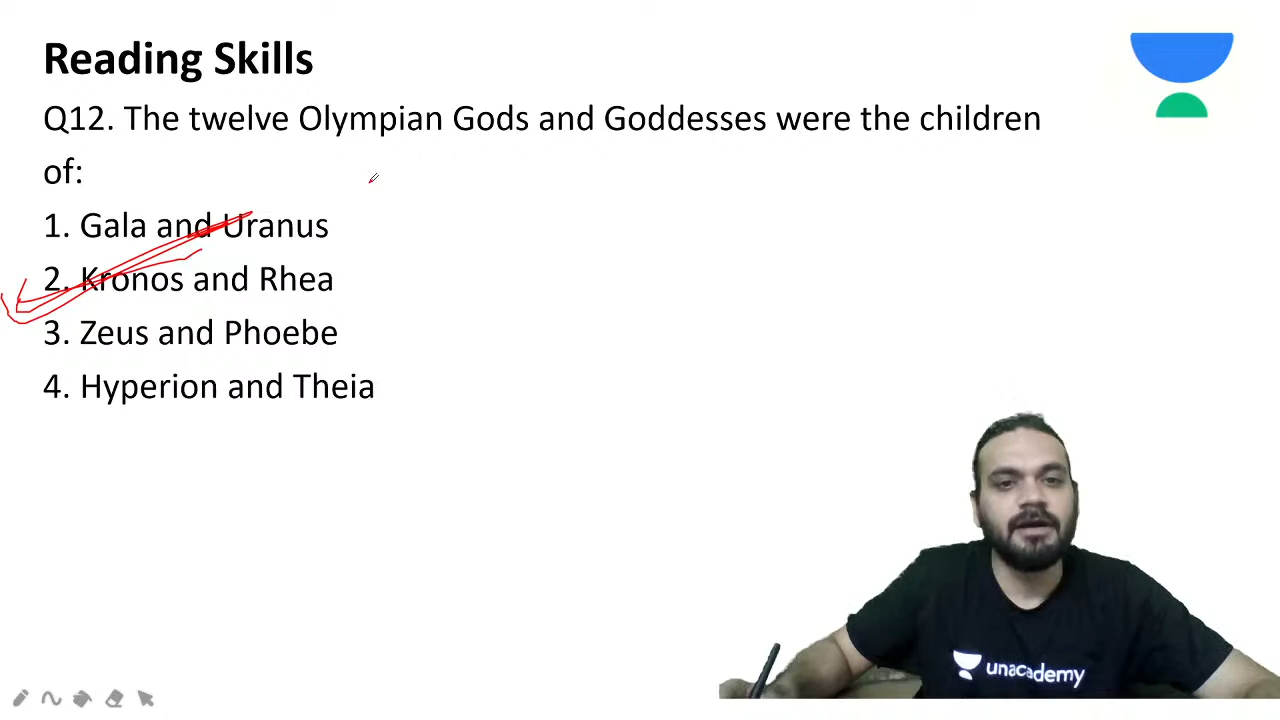 Reading Skills
Q12. The twelve Olympian Gods and Goddesses were the children
of:
1. Gala and Uranus
2. Kronos and Rhea
3. Zeus and Phoebe
4. Hyperion and Theia
unacademy